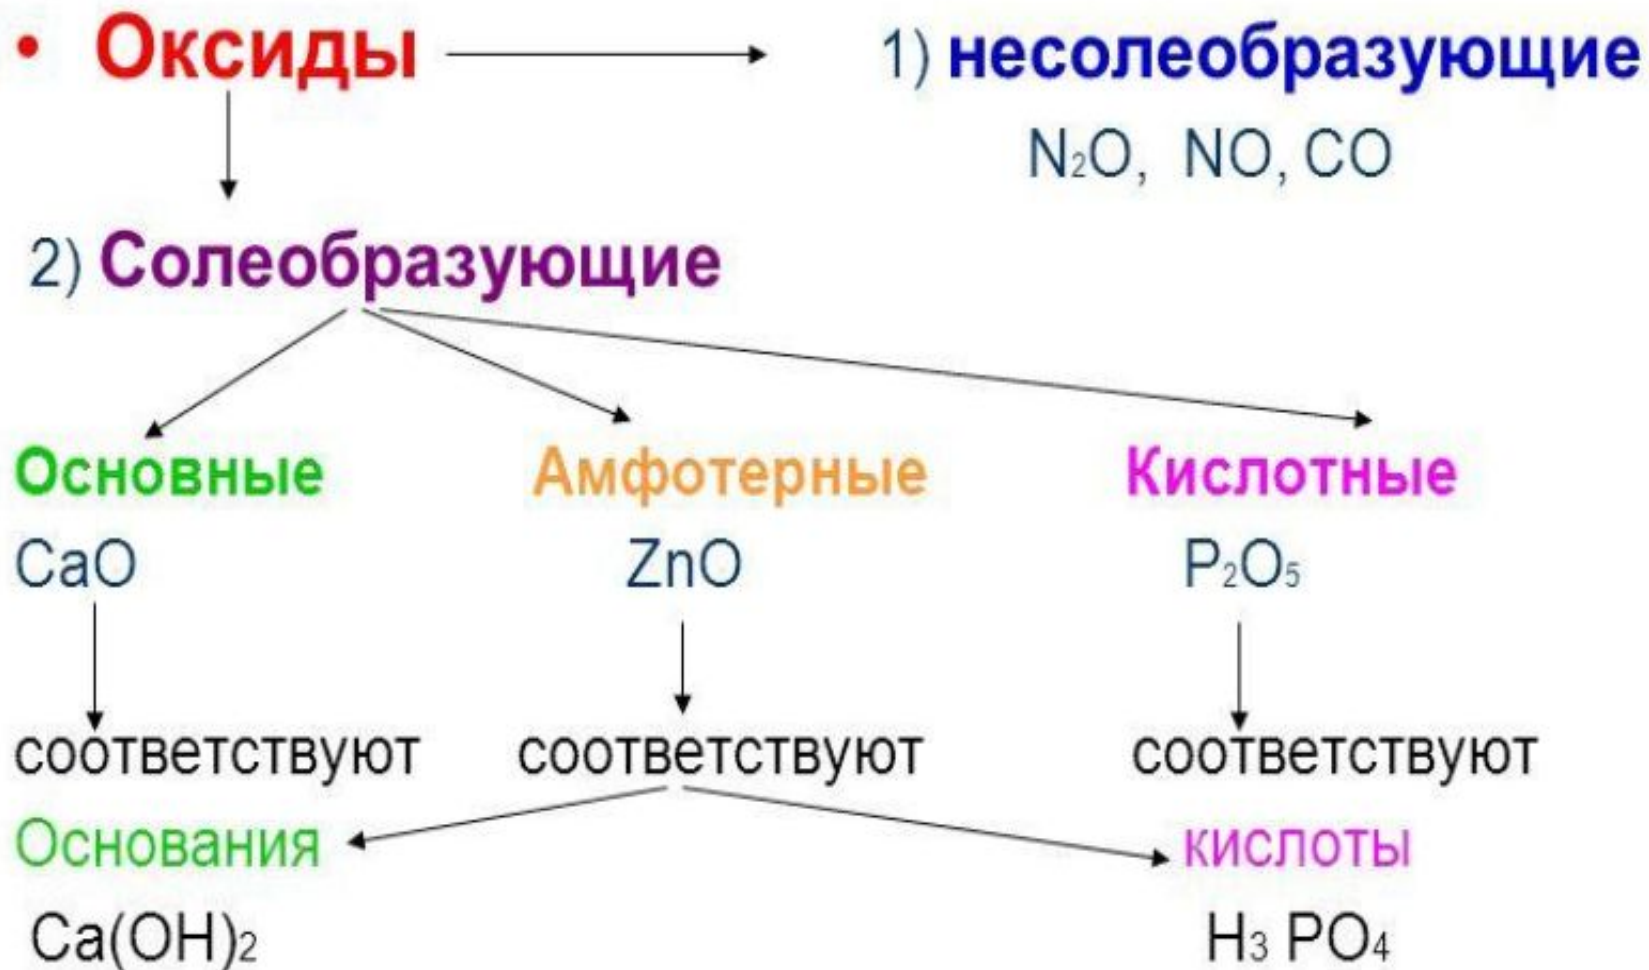 • Оксиды 1) несолеобразующие
N₂O, NO, CO
2) Солеобразующие
Основные Амфотерные Кислотные
CaO ZnO P₂O₅
соответствуют соответствуют соответствуют
Основания кислоты
Ca(OH)₂ H₃ PO₄